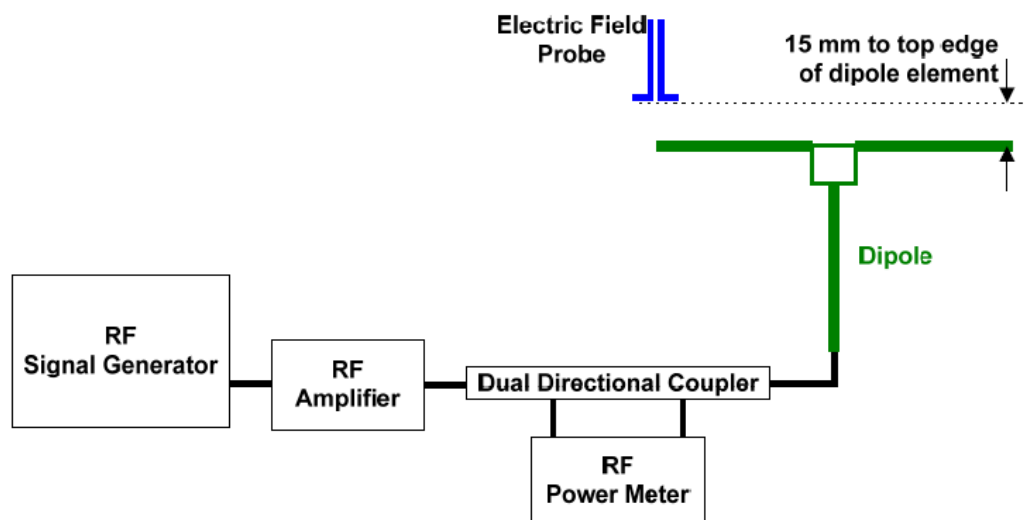 Electric Field
Probe
15 mm to top edge
of dipole element
Dipole
RF
Signal Generator
RF
Amplifier
Dual Directional Coupler
RF
Power Meter